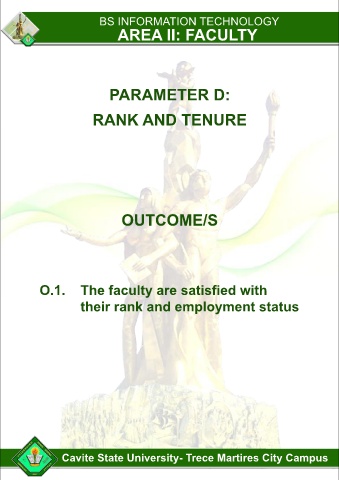 BS INFORMATION TECHNOLOGY
AREA II: FACULTY
PARAMETER D:
RANK AND TENURE
OUTCOME/S
O.1. The faculty are satisfied with
their rank and employment status
Cavite State University- Trece Martires City Campus